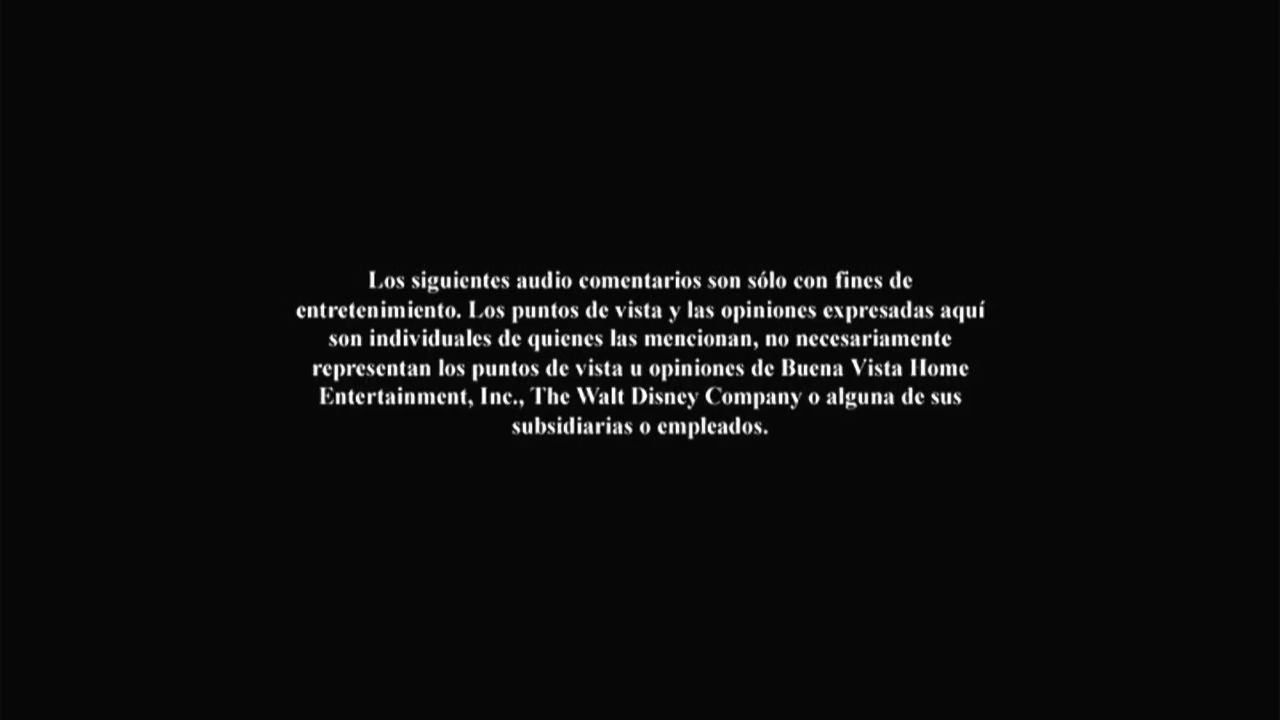 Los siguientes audio comentarios son sólo con fines de
entretenimiento. Los puntos de vista y las opiniones expresadas aquí
son individuales de quienes las mencionan, no necesariamente
representan los puntos de vista u opiniones de Buena Vista Home
Entertainment, Inc., The Walt Disney Company o alguna de sus
subsidiarias o empleados.